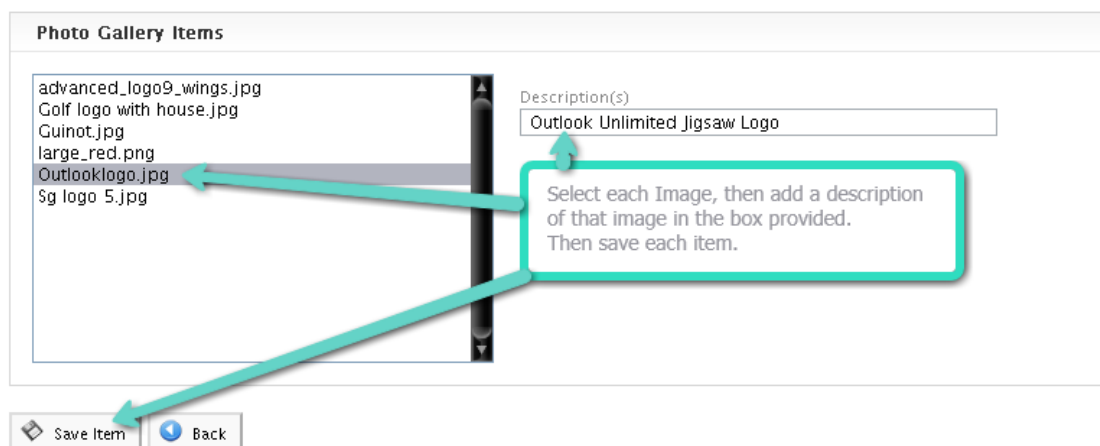 Photo Gallery Items
advanced_logo9_wings.jpg
Golf logo with house.jpg
Guinot.jpg
large_red.png
Outlooklogo.jpg
Sg logo 5.jpg
Description(s)
Outlook Unlimited Jigsaw Logo
Select each Image, then add a description
of that image in the box provided.
Then save each item.
Save Item
Back